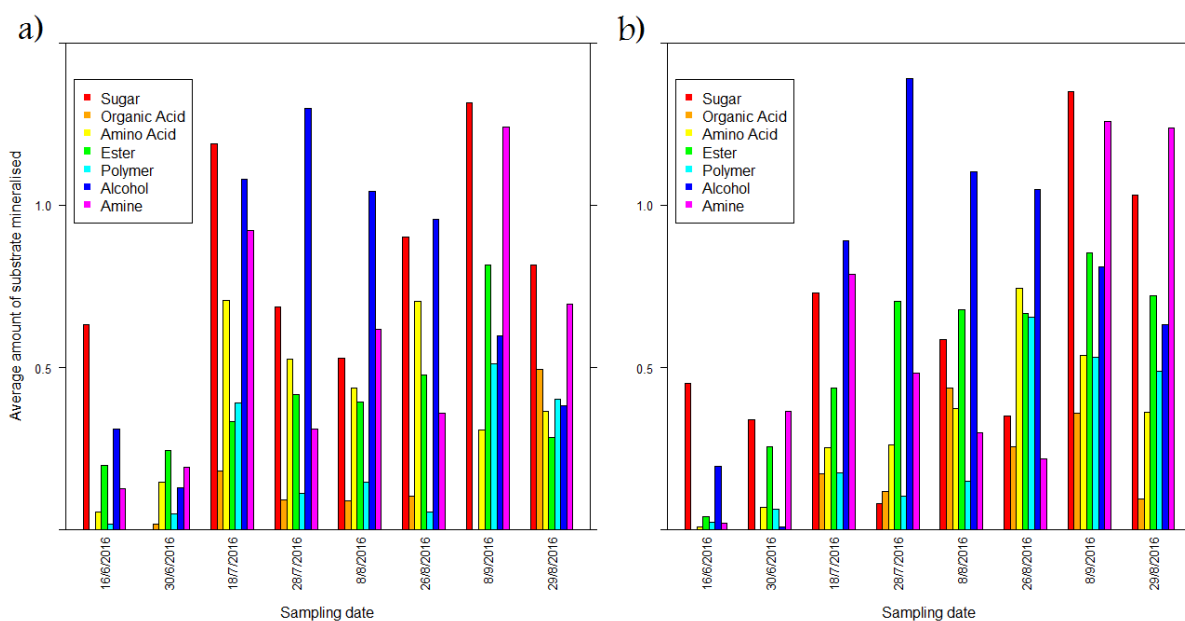 a)
Sugar
Organic Acid
Amino Acid
Ester
Polymer
Alcohol
Amine
Average amount of substrate mineralised
1.0
0.5
16/6/2016
30/6/2016
18/7/2016
28/7/2016
8/8/2016
26/8/2016
8/9/2016
29/8/2016
Sampling date
b)
Sugar
Organic Acid
Amino Acid
Ester
Polymer
Alcohol
Amine
1.0
0.5
16/6/2016
30/6/2016
18/7/2016
28/7/2016
8/8/2016
26/8/2016
8/9/2016
29/8/2016
Sampling date